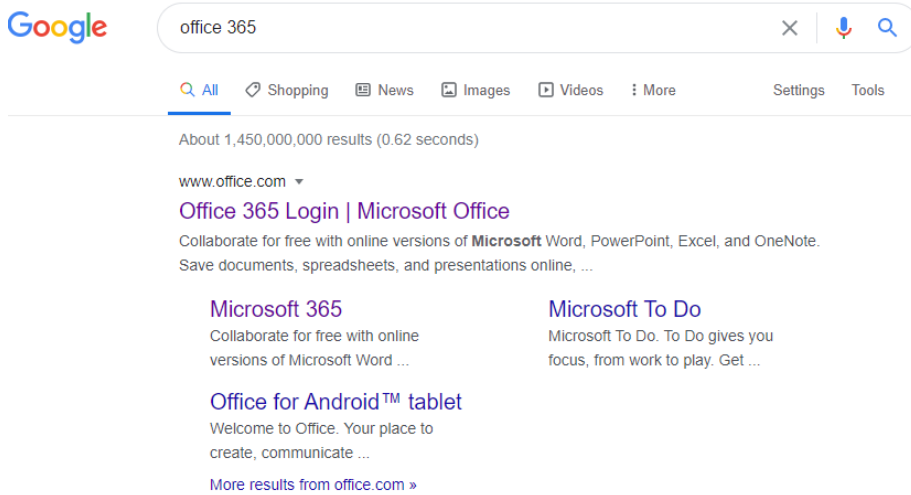 Google
office 365
All Shopping News Images Videos More Settings Tools
About 1,450,000,000 results (0.62 seconds)
www.office.com
Office 365 Login | Microsoft Office
Collaborate for free with online versions of Microsoft Word, PowerPoint, Excel, and OneNote.
Save documents, spreadsheets, and presentations online, ...
Microsoft 365
Collaborate for free with online
versions of Microsoft Word ...
Microsoft To Do
Microsoft To Do. To Do gives you
focus, from work to play. Get ...
Office for Android™ tablet
Welcome to Office. Your place to
create, communicate ...
More results from office.com »